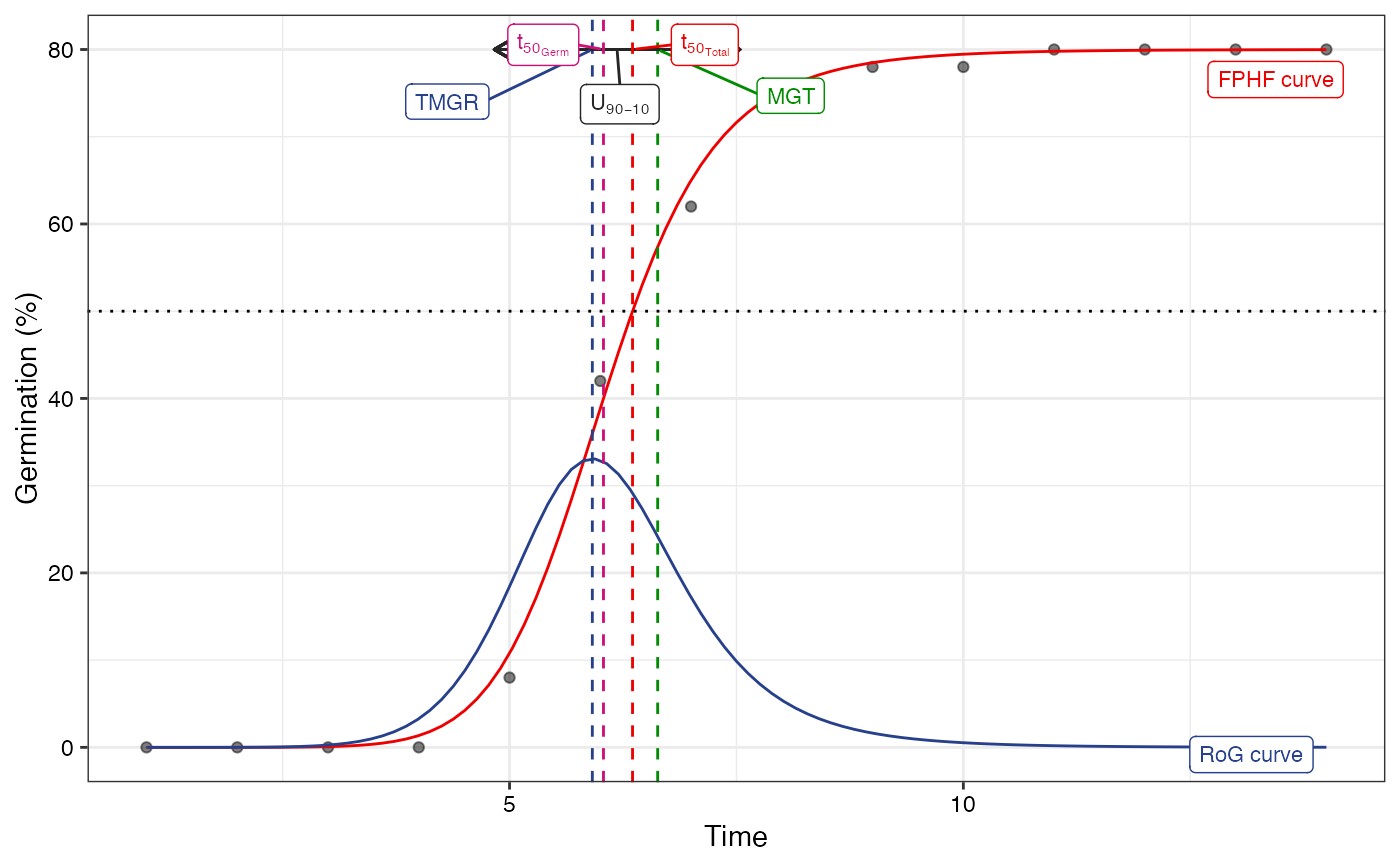 80
60
40
20
0
Germination (%)
t50Germ
t50Total
TMGR
U90−10
MGT
FPHF curve
RoG curve
5
10
Time